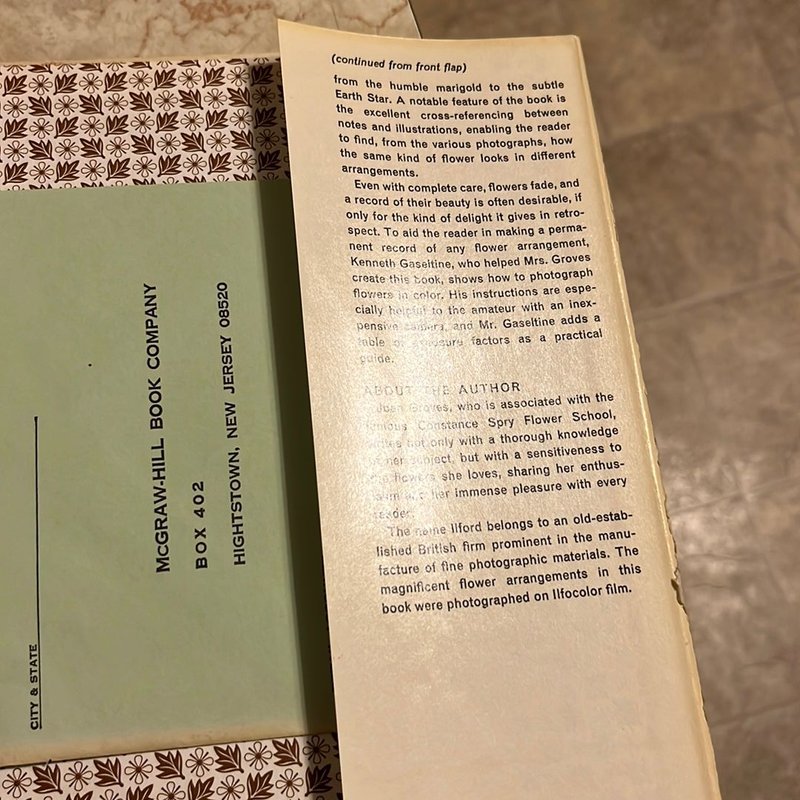 (continued from front flap)
from the humble marigold to the subtle
Earth Star. A notable feature of the book is
the excellent cross-referencing between
notes and illustrations, enabling the reader
to find, from the various photographs, how
the same kind of flower looks in different
arrangements.
Even with complete care, flowers fade, and
a record of their beauty is often desirable, if
only for the kind of delight it gives in retro-
spect. To aid the reader in making a perma-
nent record of any flower arrangement,
Kenneth Gaseltine, who helped Mrs. Groves
create this book, shows how to photograph
flowers in color. His instructions are espe-
cially helpful to the amateur with an inex-
pensive camera, and Mr. Gaseltine adds a
table of exposure factors as a practical
guide.
ABOUT THE AUTHOR
Joan Groves, who is associated with the
famous Constance Spry Flower School,
writes not only with a thorough knowledge
of her subject, but with a sensitiveness to
the flowers she loves, sharing her enthus-
iasm and her immense pleasure with every
reader.
The name Ilford belongs to an old-estab-
lished British firm prominent in the manu-
facture of fine photographic materials. The
magnificent flower arrangements in this
book were photographed on Ilfocolor film.
McGRAW-HILL BOOK COMPANY
BOX 402
HIGHTSTOWN, NEW JERSEY 08520
CITY & STATE